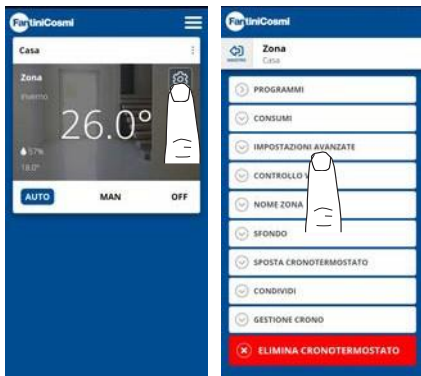 FantiniCosmi
Casa
Zona
Inverno
26.0°
57%
18.0°
AUTO MAN OFF
FantiniCosmi
Zona
Casa
MAESTRO
PROGRAMMI
CONSUMI
IMPOSTAZIONI AVANZATE
CONTROLLO
NOME ZONA
SFONDO
SPOSTA CRONOTERMOSTATO
CONDIVIDI
GESTIONE CRONO
ELIMINA CRONOTERMOSTATO